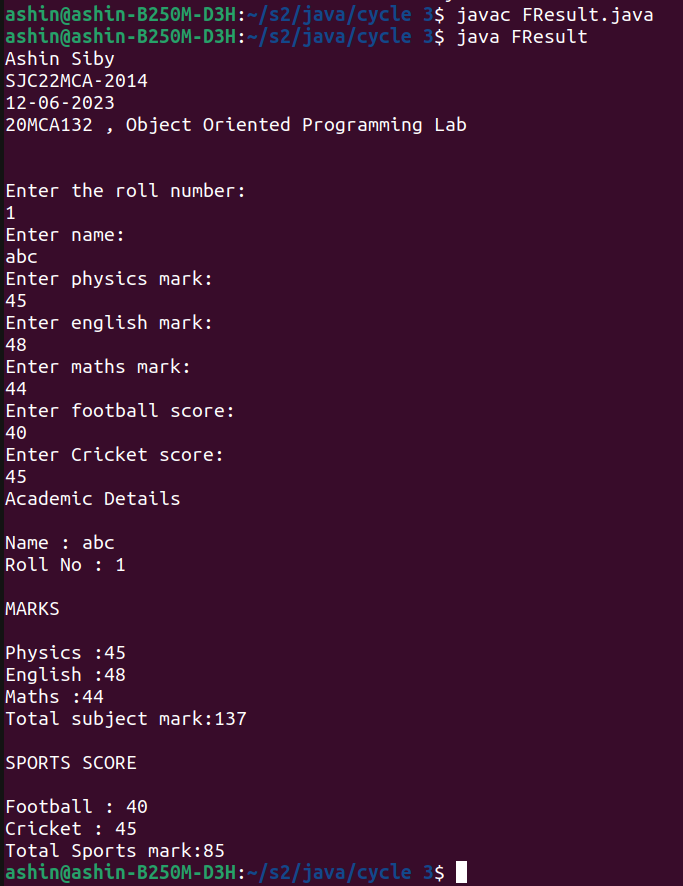 ashin@ashin-B250M-D3H:~/s2/java/cycle 3$ javac FResult.java
ashin@ashin-B250M-D3H:~/s2/java/cycle 3$ java FResult
Ashin Siby
SJC22MCA-2014
12-06-2023
20MCA132 , Object Oriented Programming Lab
Enter the roll number:
1
Enter name:
abc
Enter physics mark:
45
Enter english mark:
48
Enter maths mark:
44
Enter football score:
40
Enter Cricket score:
45
Academic Details
Name : abc
Roll No : 1
MARKS
Physics :45
English :48
Maths :44
Total subject mark:137
SPORTS SCORE
Football : 40
Cricket : 45
Total Sports mark:85
ashin@ashin-B250M-D3H:~/s2/java/cycle 3$